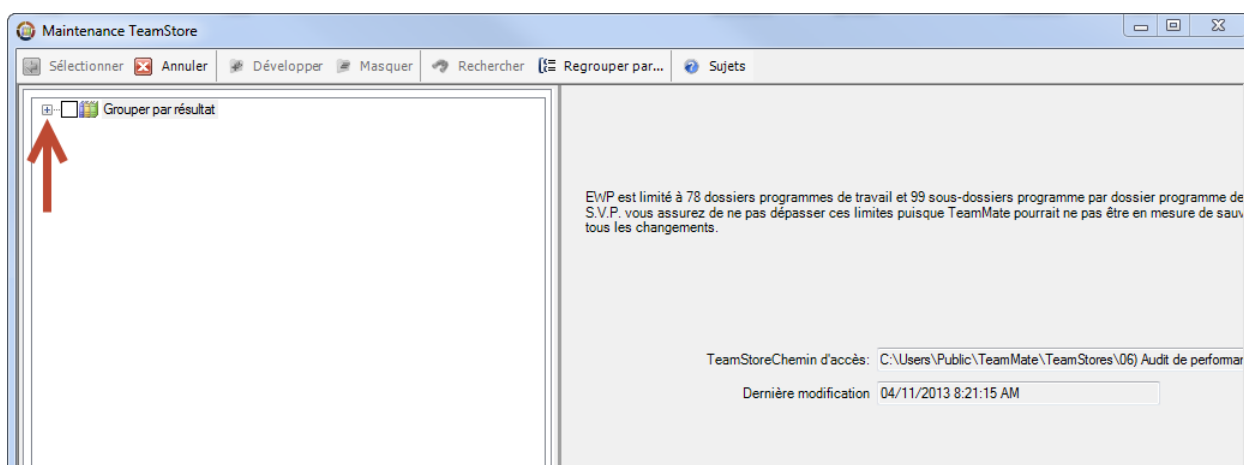 Maintenance TeamStore
Sélectionner Annuler Développer Masquer Rechercher Regrouper par... Sujets
Grouper par résultat
EWP est limité à 78 dossiers programmes de travail et 99 sous-dossiers programme par dossier programme de
S.V.P. vous assurez de ne pas dépasser ces limites puisque TeamMate pourrait ne pas être en mesure de
tous les changements.
TeamStoreChemin d'accès: C:\Users\Public\TeamMate\TeamStores\06) Audit de
Dernière modification 04/11/2013 8:21:15 AM